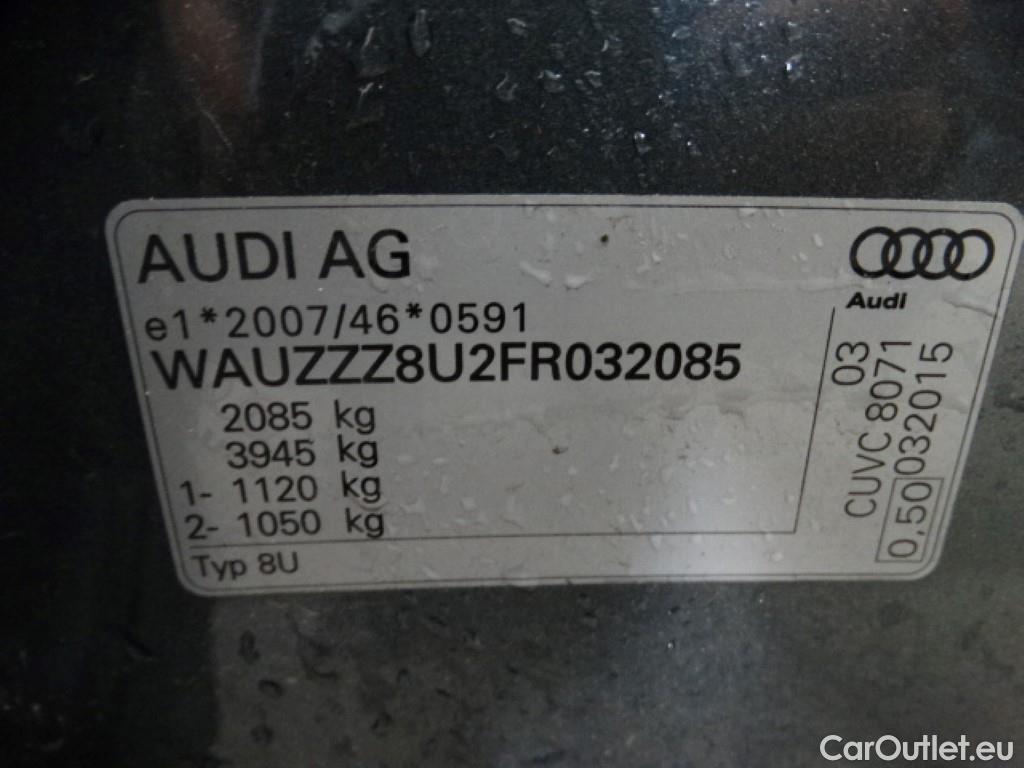 AUDI AG
Audi
e1*2007/46*0591
WAUZZZ8U2FR032085
2085 kg
3945 kg
1- 1120 kg
2- 1050 kg
Typ 8U
03
CUVC 8071
0,50 032015
CarOutlet.eu